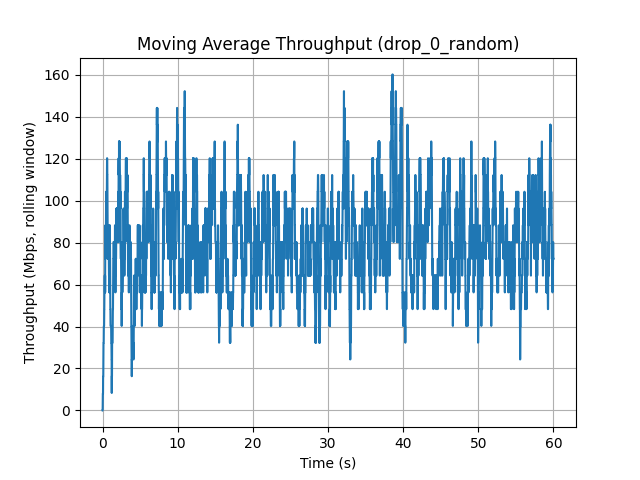 Moving Average Throughput (drop_0_random)
Throughput (Mbps, rolling window)
160
140
120
100
80
60
40
20
0
0 10 20 30 40 50 60
Time (s)